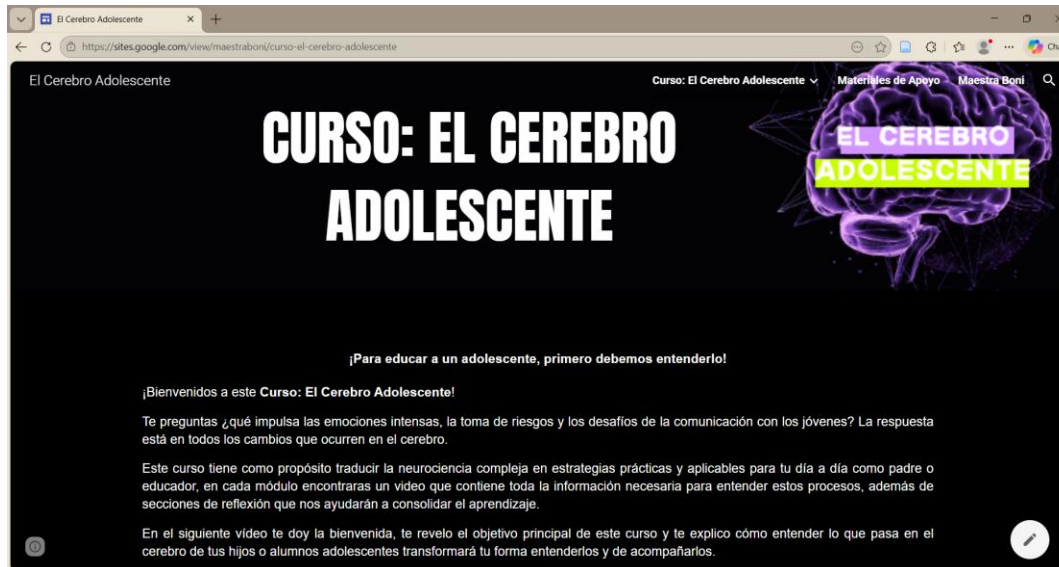 El Cerebro Adolescente
https://sites.google.com/view/maestraboni/curso-el-cerebro-adolescente
El Cerebro Adolescente
Curso: El Cerebro Adolescente
Materiales de Apoyo
Maestra Boni
CURSO: EL CEREBRO
ADOLESCENTE
EL CEREBRO
ADOLESCENTE
¡Para educar a un adolescente, primero debemos entenderlo!
¡Bienvenidos a este Curso: El Cerebro Adolescente!
Te preguntas ¿qué impulsa las emociones intensas, la toma de riesgos y los desafíos de la comunicación con los jóvenes? La respuesta
está en todos los cambios que ocurren en el cerebro.
Este curso tiene como propósito traducir la neurociencia compleja en estrategias prácticas y aplicables para tu día a día como padre o
educador, en cada módulo encontraras un video que contiene toda la información necesaria para entender estos procesos, además de
secciones de reflexión que nos ayudarán a consolidar el aprendizaje.
En el siguiente vídeo te doy la bienvenida, te revelo el objetivo principal de este curso y te explico cómo entender lo que pasa en el
cerebro de tus hijos o alumnos adolescentes transformará tu forma entenderlos y de acompañarlos.